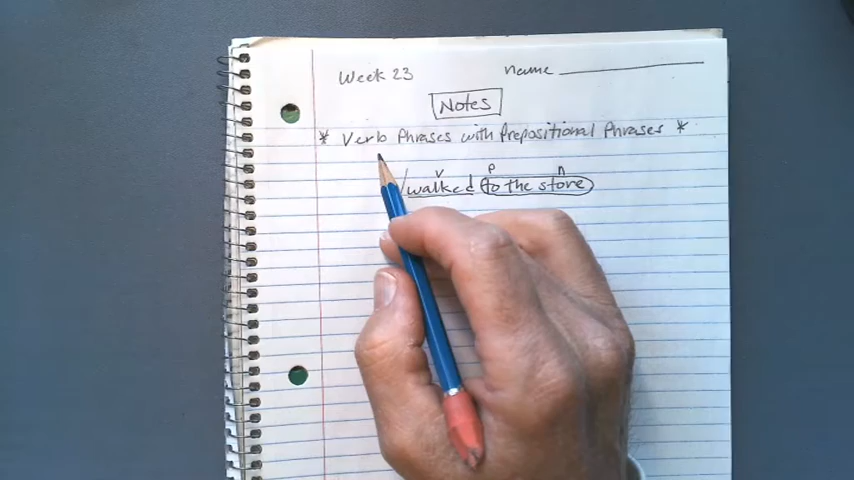 Week 23 name
Notes
* Verb Phrases with Prepositional Phrases *
v p n
/walked to the store